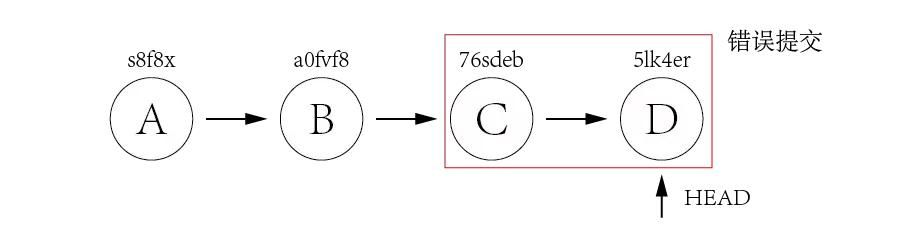 错误提交
s8f8x a0fvf8 76sdeb 5lk4er
A B C D
HEAD